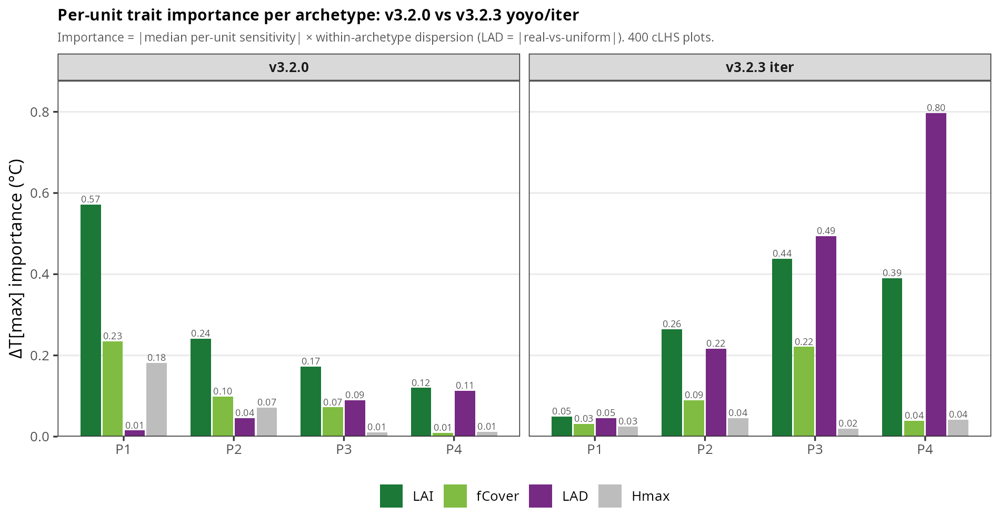 Per-unit trait importance per archetype: v3.2.0 vs v3.2.3 yoyo/iter
Importance = |median per-unit sensitivity| × within-archetype dispersion (LAD = |real-vs-uniform|). 400 cLHS plots.
v3.2.0
v3.2.3 iter
ΔT[max] importance (°C)
0.8
0.6
0.4
0.2
0.0
0.57
0.23
0.01
0.18
0.24
0.10
0.04
0.07
0.17
0.07
0.09
0.01
0.12
0.01
0.11
0.01
0.05
0.03
0.05
0.03
0.26
0.09
0.22
0.04
0.44
0.22
0.49
0.02
0.39
0.04
0.80
0.04
P1
P2
P3
P4
P1
P2
P3
P4
LAI
fCover
LAD
Hmax